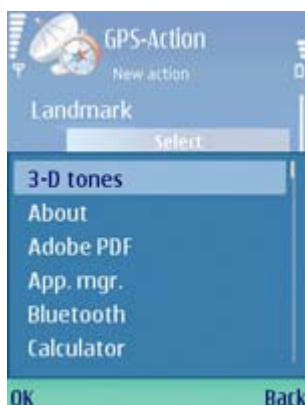 GPS-Action
New action
Landmark
Select
3-D tones
About
Adobe PDF
App. mgr.
Bluetooth
Calculator
OK Back